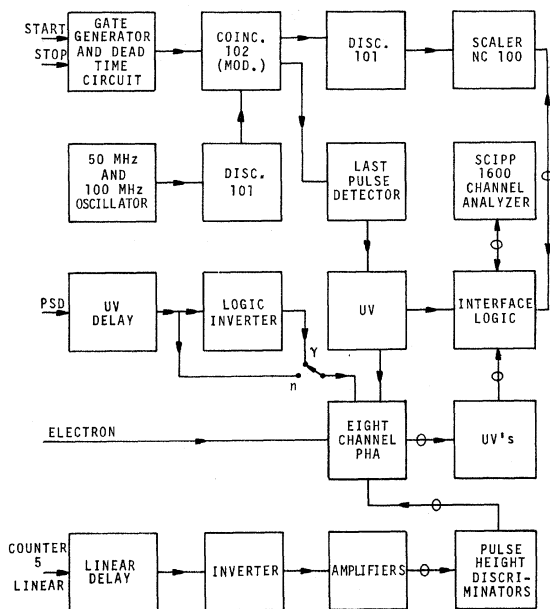 START
STOP
GATE
GENERATOR
AND DEAD
TIME
CIRCUIT
COINC.
102
(MOD.)
DISC.
101
SCALER
NC 100
50 MHz
AND
100 MHz
OSCILLATOR
DISC.
101
LAST
PULSE
DETECTOR
SCIPP
1600
CHANNEL
ANALYZER
PSD
UV
DELAY
LOGIC
INVERTER
UV
INTERFACE
LOGIC
γ
n
ELECTRON
EIGHT
CHANNEL
PHA
UV's
COUNTER
5
LINEAR
LINEAR
DELAY
INVERTER
AMPLIFIERS
PULSE
HEIGHT
DISCRI-
MINATORS